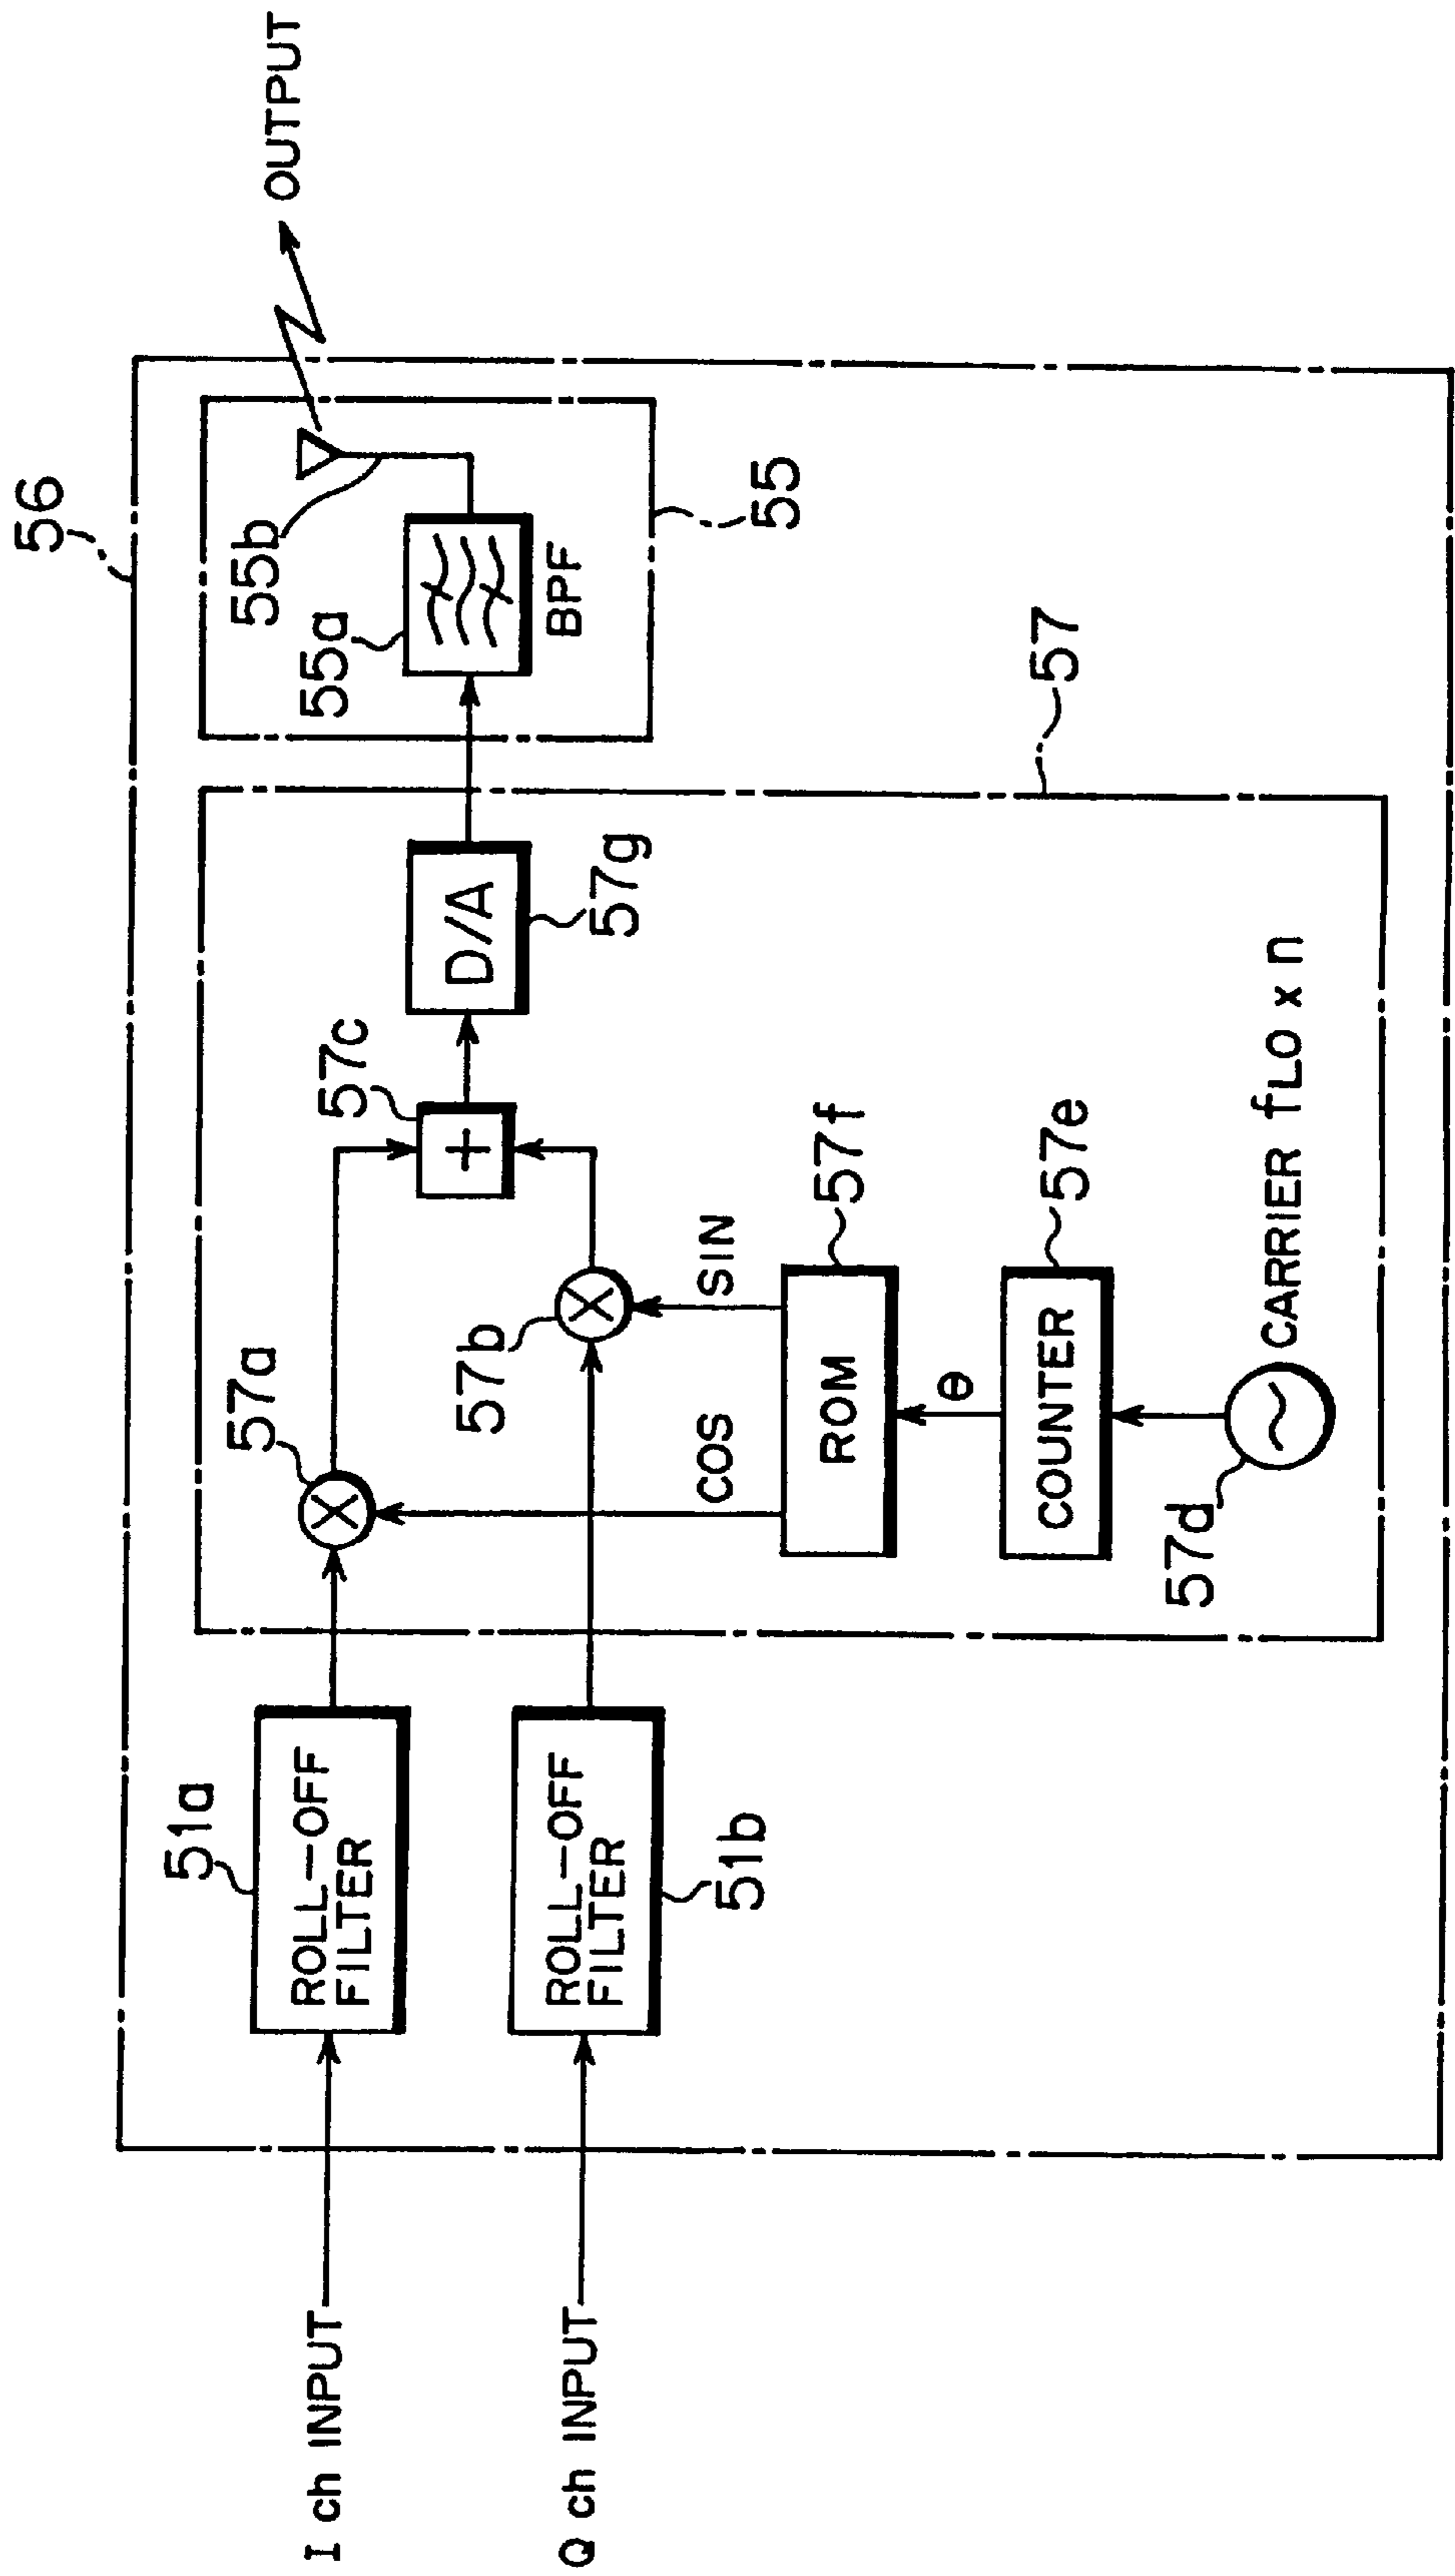 56
OUTPUT
55b
55a
BPF
55
57
57a
57c
D/A
57g
57b
COS
SIN
ROM
57f
θ
COUNTER
57e
57d
CARRIER fLO x n
51a
ROLL-OFF
FILTER
ROLL-OFF
FILTER
51b
I ch INPUT
Q ch INPUT